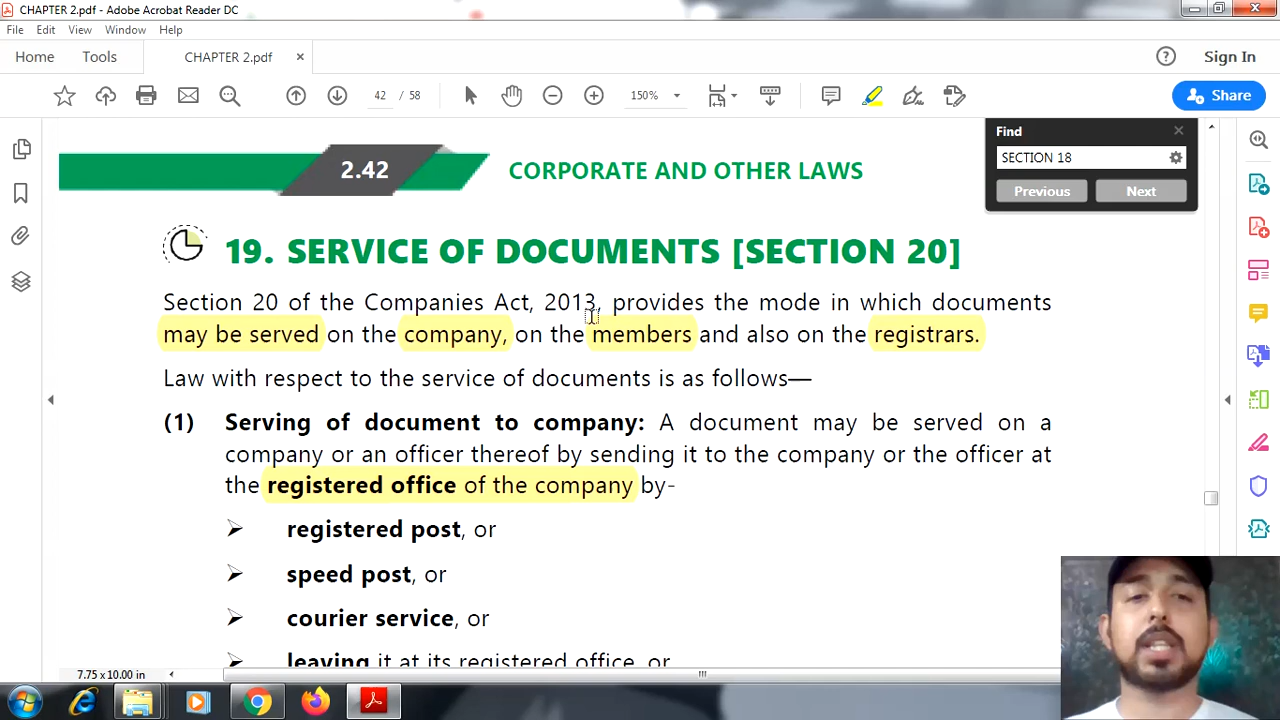 CHAPTER 2.pdf - Adobe Acrobat Reader DC
File Edit View Window Help
Home Tools CHAPTER 2.pdf × Sign In
42 / 58 150% Share
Find
SECTION 18
Previous Next
2.42 CORPORATE AND OTHER LAWS
19. SERVICE OF DOCUMENTS [SECTION 20]
Section 20 of the Companies Act, 2013, provides the mode in which documents
may be served on the company, on the members and also on the registrars.
Law with respect to the service of documents is as follows—
(1) Serving of document to company: A document may be served on a
company or an officer thereof by sending it to the company or the officer at
the registered office of the company by-
➢ registered post, or
➢ speed post, or
➢ courier service, or
➢ leaving it at its registered office, or
7.75 x 10.00 in